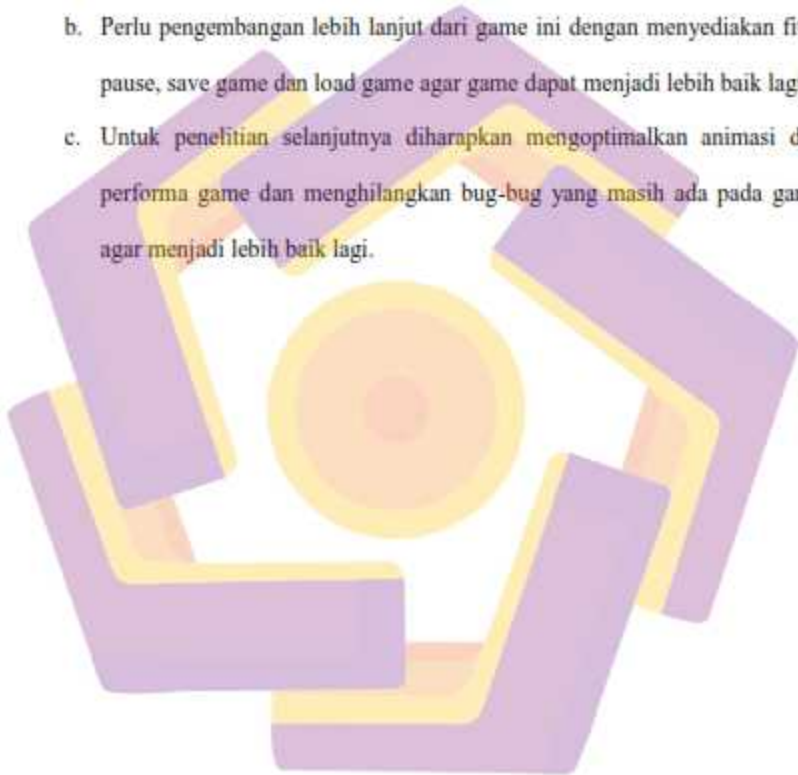 b. Perlu pengembangan lebih lanjut dari game ini dengan menyediakan
pause, save game dan load game agar game dapat menjadi lebih baik
c. Untuk penelitian selanjutnya diharapkan mengoptimalkan animasi
performa game dan menghilangkan bug-bug yang masih ada pada
agar menjadi lebih baik lagi.